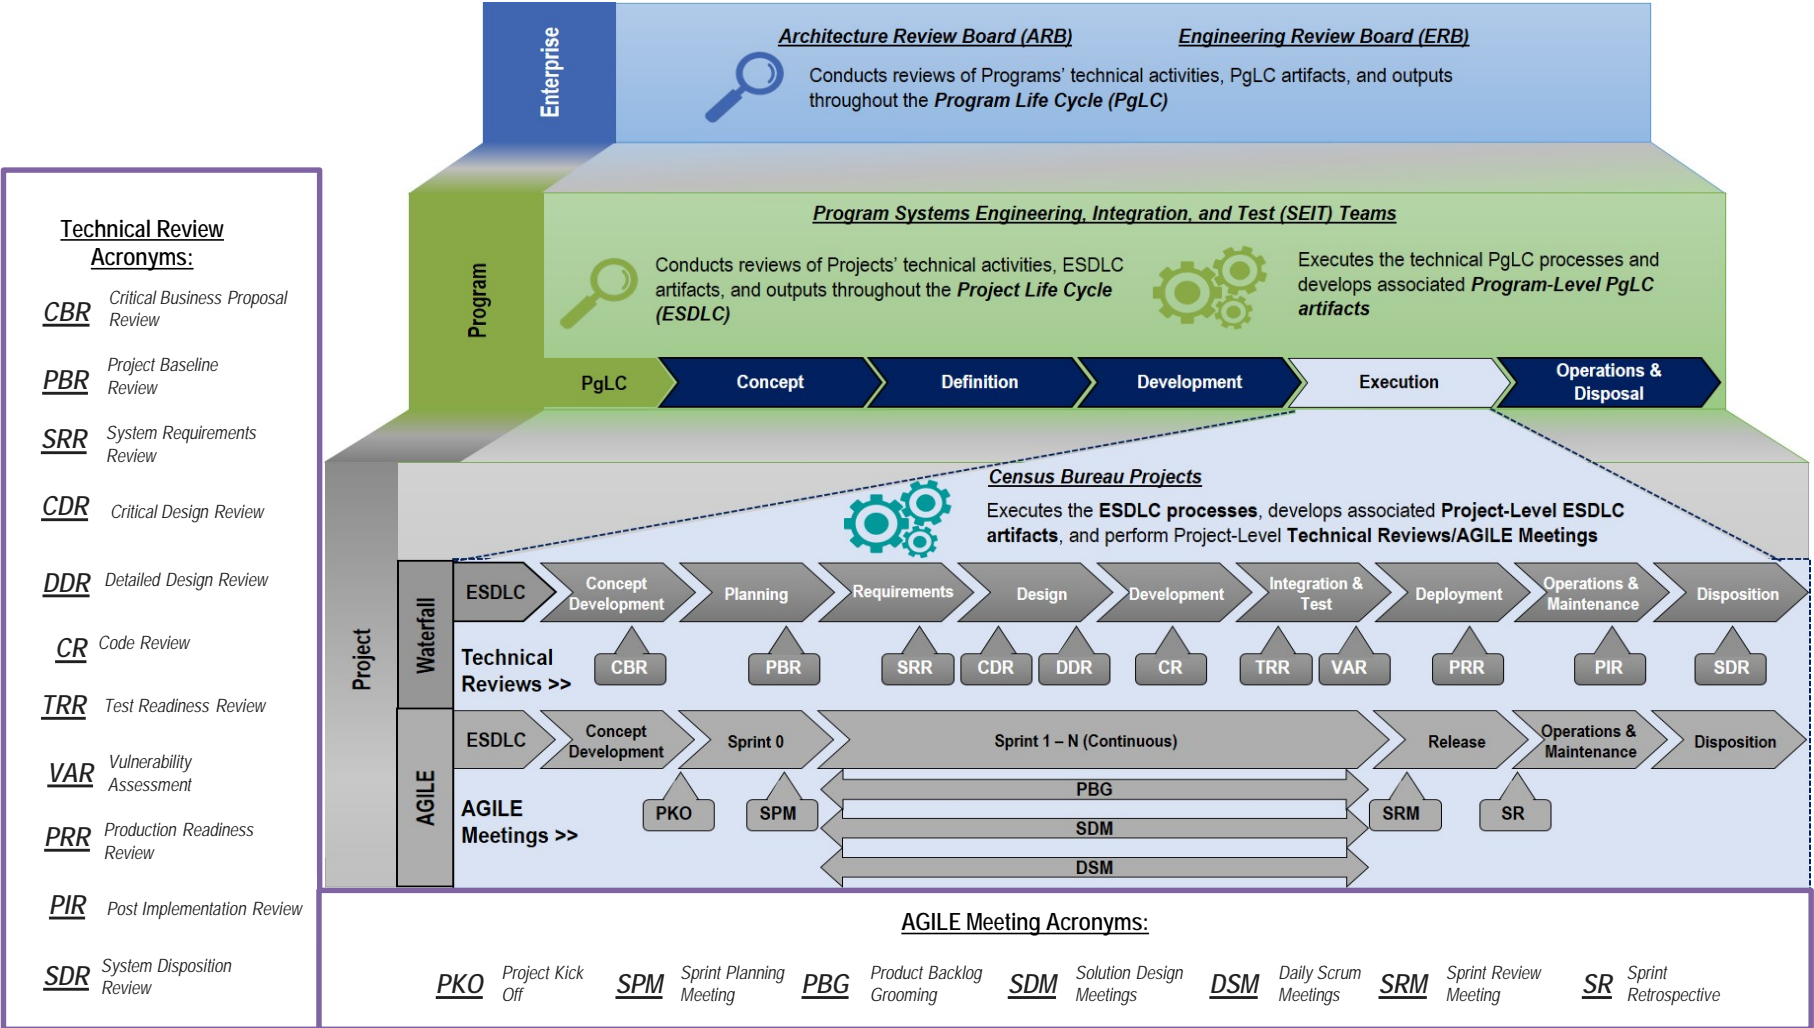 Enterprise
Architecture Review Board (ARB)
Engineering Review Board (ERB)
Conducts reviews of Programs’ technical activities, PgLC artifacts, and outputs
throughout the Program Life Cycle (PgLC)
Program
Program Systems Engineering, Integration, and Test (SEIT) Teams
Conducts reviews of Projects’ technical activities, ESDLC
artifacts, and outputs throughout the Project Life Cycle
(ESDLC)
Executes the technical PgLC processes and
develops associated Program-Level PgLC
artifacts
PgLC
Concept
Definition
Development
Execution
Operations &
Disposal
Project
Census Bureau Projects
Executes the ESDLC processes, develops associated Project-Level ESDLC
artifacts, and perform Project-Level Technical Reviews/AGILE Meetings
Waterfall
ESDLC
Concept
Development
Planning
Requirements
Design
Development
Integration &
Test
Deployment
Operations &
Maintenance
Disposition
Technical
Reviews >>
CBR
PBR
SRR
CDR
DDR
CR
TRR
VAR
PRR
PIR
SDR
AGILE
ESDLC
Concept
Development
Sprint 0
Sprint 1 – N (Continuous)
Release
Operations &
Maintenance
Disposition
AGILE
Meetings >>
PKO
SPM
PBG
SDM
DSM
SRM
SR
Technical Review
Acronyms:
CBR Critical Business Proposal
Review
PBR Project Baseline
Review
SRR System Requirements
Review
CDR Critical Design Review
DDR Detailed Design Review
CR Code Review
TRR Test Readiness Review
VAR Vulnerability
Assessment
PRR Production Readiness
Review
PIR Post Implementation Review
SDR System Disposition
Review
AGILE Meeting Acronyms:
PKO Project Kick
Off
SPM Sprint Planning
Meeting
PBG Product Backlog
Grooming
SDM Solution Design
Meetings
DSM Daily Scrum
Meetings
SRM Sprint Review
Meeting
SR Sprint
Retrospective